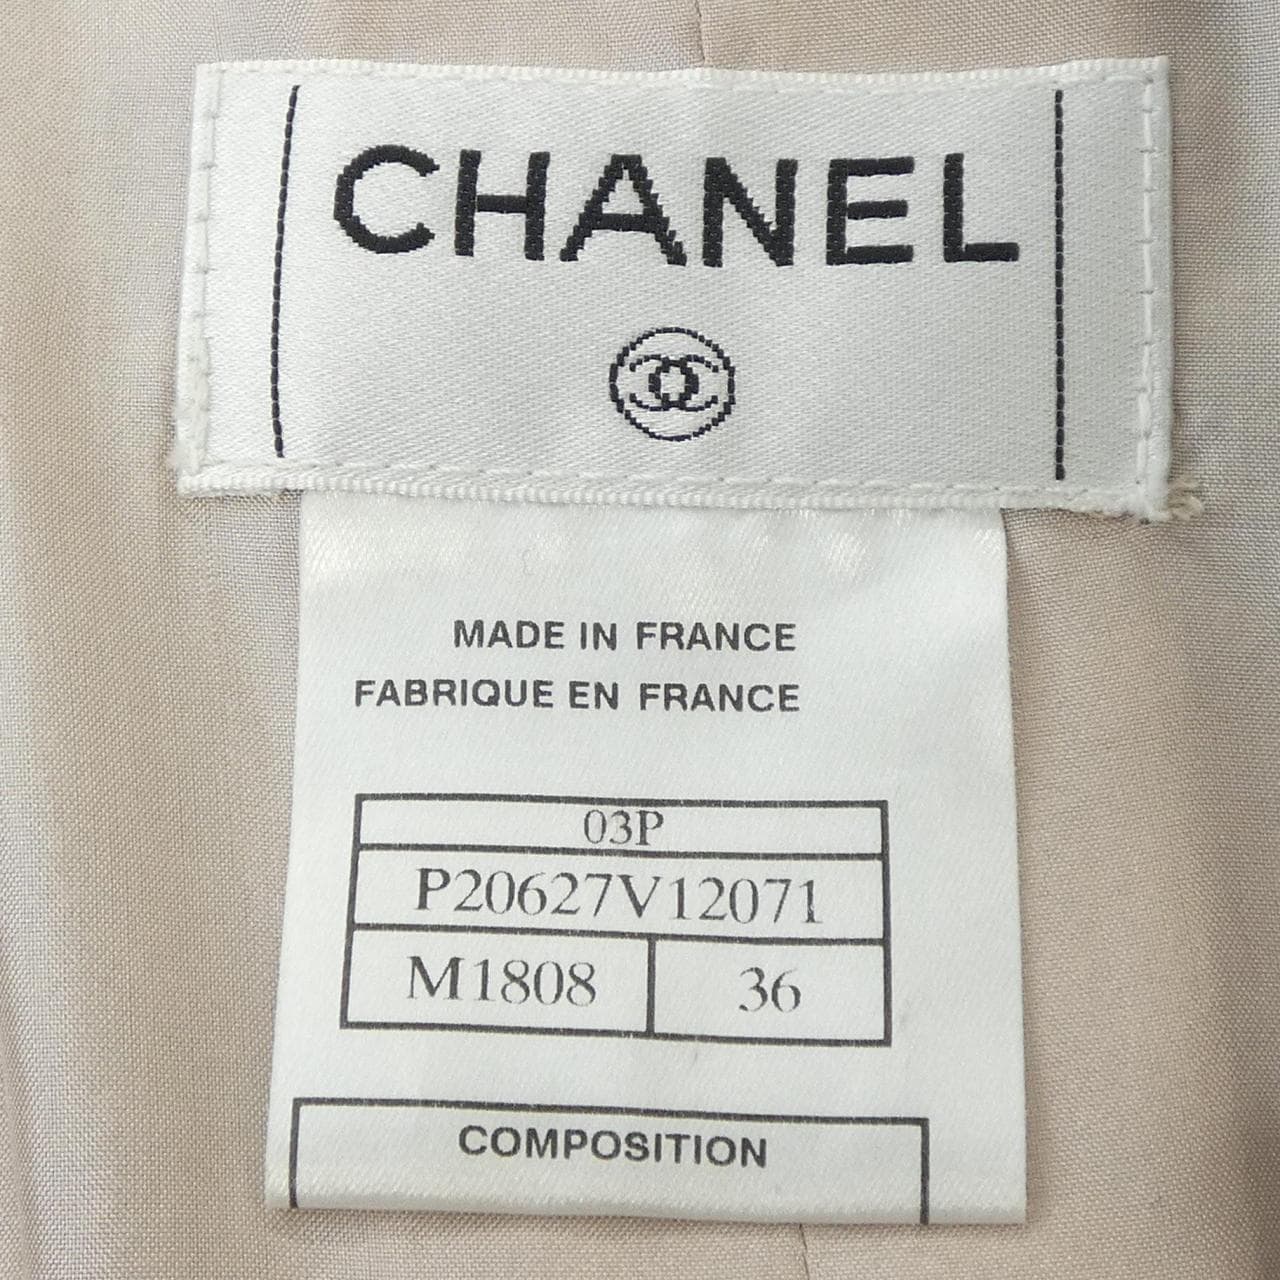 CHANEL
MADE IN FRANCE
FABRIQUE EN FRANCE
03P
P20627V12071
M1808 36
COMPOSITION